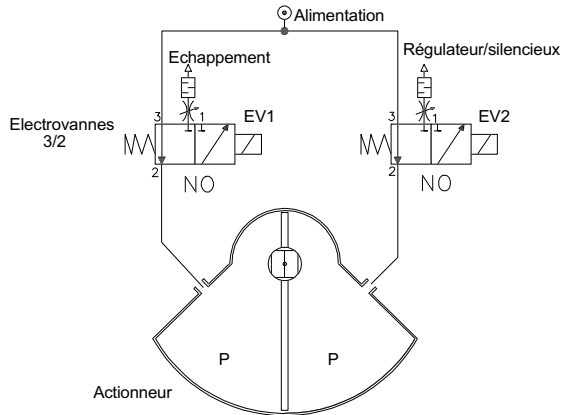 Alimentation
Echappement
Régulateur/silencieux
3
1
EV1
3
1
EV2
Electrovannes
3/2
2
NO
2
NO
P
P
Actionneur